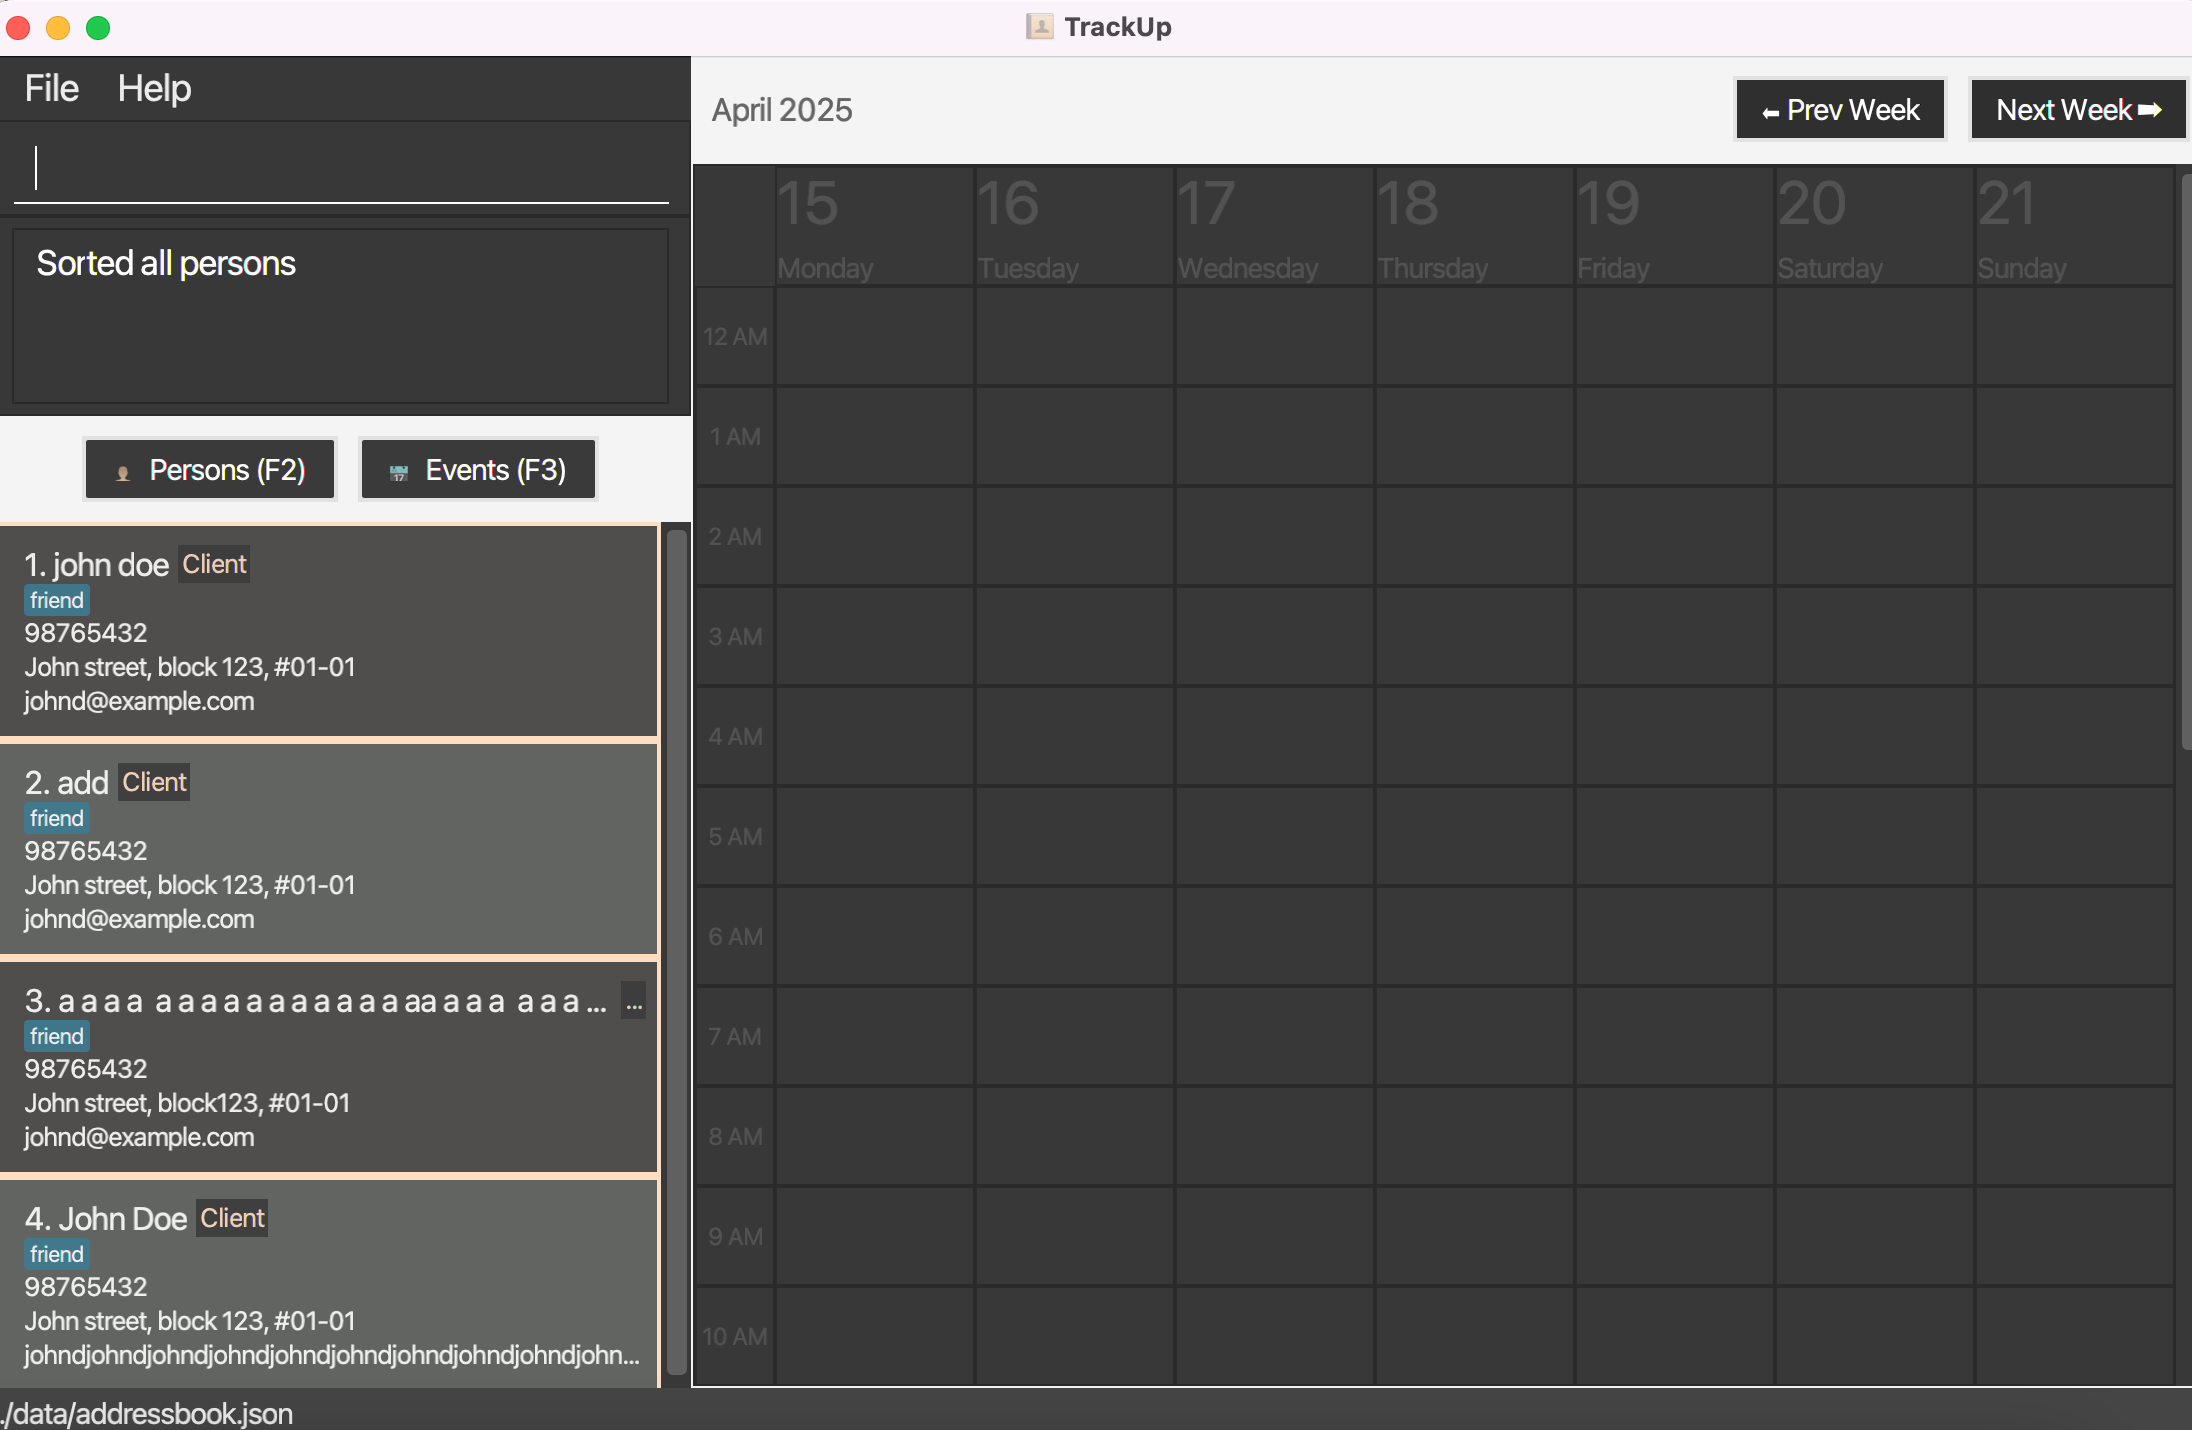 TrackUp
File Help
Sorted all persons
Persons (F2) Events (F3)
1. john doe Client
friend
98765432
John street, block 123, #01-01
johnd@example.com
2. add Client
friend
98765432
John street, block 123, #01-01
johnd@example.com
3. a a a a a a a a a a a a a a a aa a a a a a a ... ...
friend
98765432
John street, block123, #01-01
johnd@example.com
4. John Doe Client
friend
98765432
John street, block 123, #01-01
johndjohndjohndjohndjohndjohndjohndjohndjohndjohn...
./data/addressbook.json
April 2025
Prev Week Next Week
15 16 17 18 19 20 21
Monday Tuesday Wednesday Thursday Friday Saturday Sunday
12 AM
1 AM
2 AM
3 AM
4 AM
5 AM
6 AM
7 AM
8 AM
9 AM
10 AM